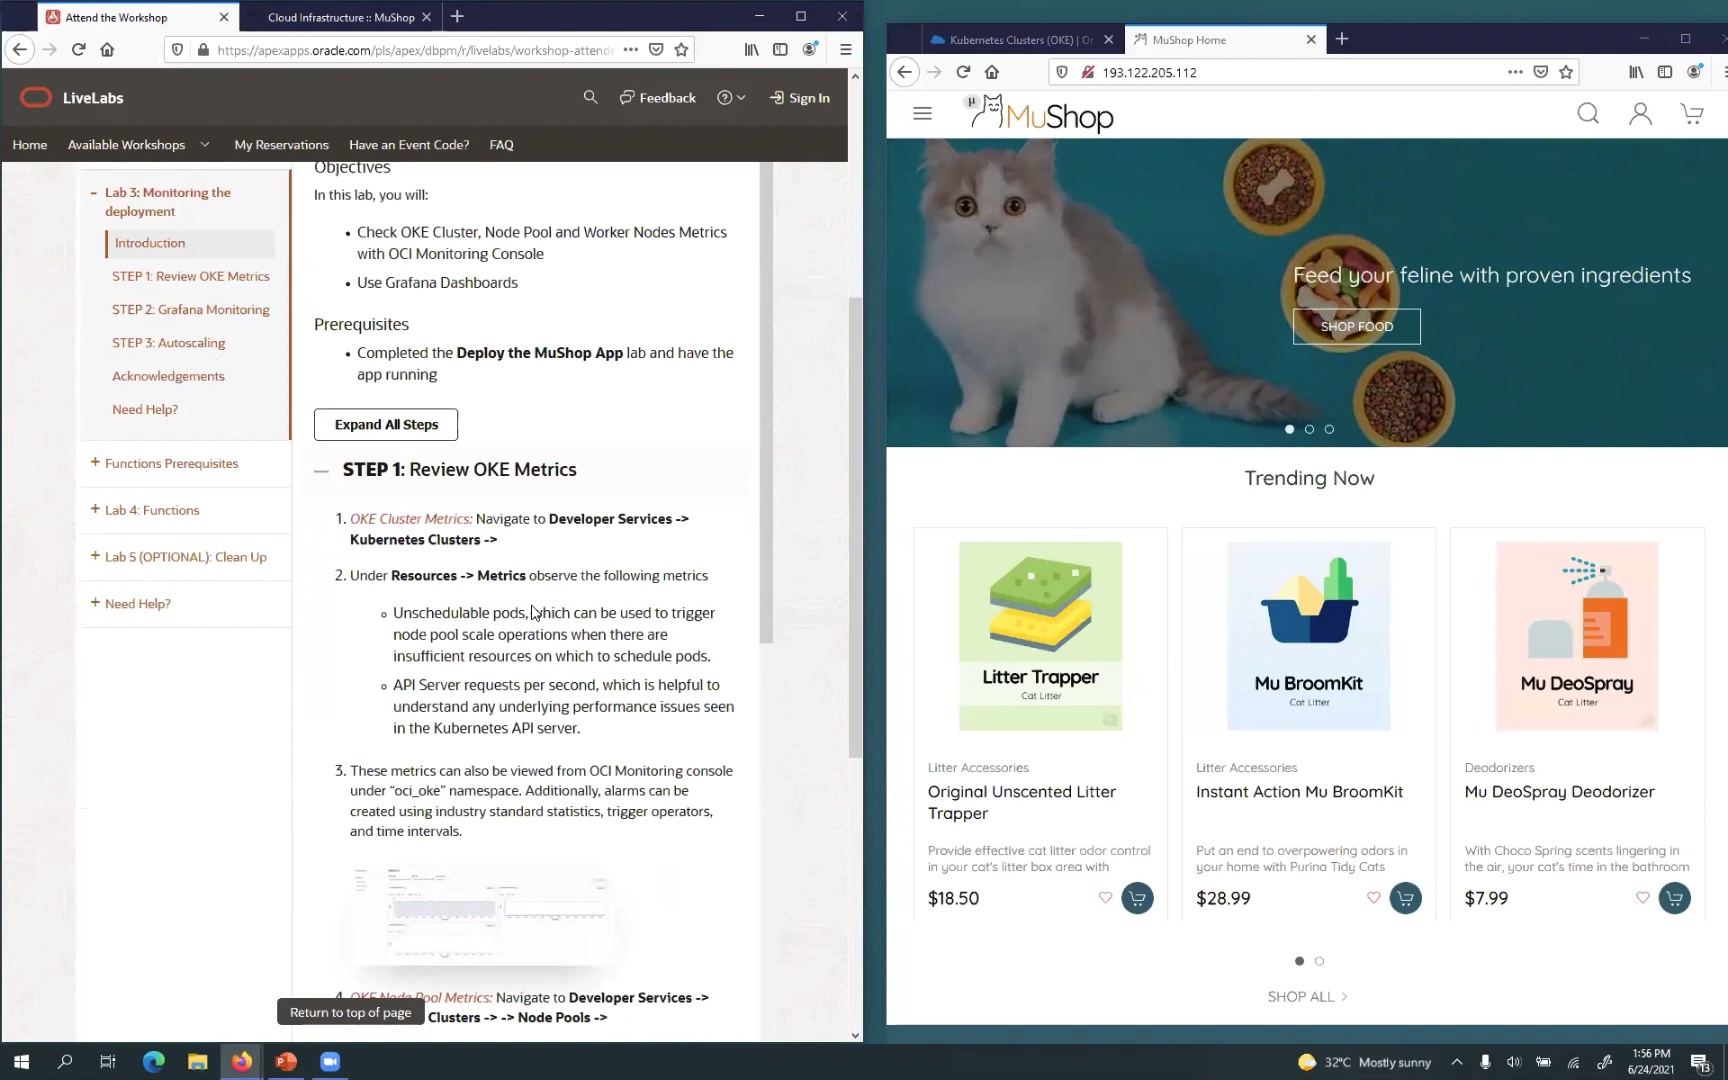 Attend the Workshop
Cloud Infrastructure :: MuShop
https://apexapps.oracle.com/pls/apex/dbpm/r/livelabs/workshop-attend
LiveLabs
Feedback
Sign In
Home
Available Workshops
My Reservations
Have an Event Code?
FAQ
Lab 3: Monitoring the
deployment
Introduction
STEP 1: Review OKE Metrics
STEP 2: Grafana Monitoring
STEP 3: Autoscaling
Acknowledgements
Need Help?
+ Functions Prerequisites
+ Lab 4: Functions
+ Lab 5 (OPTIONAL): Clean Up
+ Need Help?
Objectives
In this lab, you will:
• Check OKE Cluster, Node Pool and Worker Nodes Metrics
with OCI Monitoring Console
• Use Grafana Dashboards
Prerequisites
• Completed the Deploy the MuShop App lab and have the
app running
Expand All Steps
STEP 1: Review OKE Metrics
1. OKE Cluster Metrics: Navigate to Developer Services ->
Kubernetes Clusters ->
2. Under Resources -> Metrics observe the following metrics
Unschedulable pods, which can be used to trigger
node pool scale operations when there are
insufficient resources on which to schedule pods.
API Server requests per second, which is helpful to
understand any underlying performance issues seen
in the Kubernetes API server.
3. These metrics can also be viewed from OCI Monitoring console
under "oci_oke" namespace. Additionally, alarms can be
created using industry standard statistics, trigger operators,
and time intervals.
4. OKE Node Pool Metrics: Navigate to Developer Services ->
Clusters -> -> Node Pools ->
Return to top of page
Kubernetes Clusters (OKE) | Or
MuShop Home
193.122.205.112
µ MuShop
Feed your feline with proven ingredients
SHOP FOOD
Trending Now
Litter Trapper
Cat Litter
Litter Accessories
Original Unscented Litter
Trapper
Provide effective cat litter odor control
in your cat's litter box area with
$18.50
Mu BroomKit
Cat Litter
Litter Accessories
Instant Action Mu BroomKit
Put an end to overpowering odors in
your home with Purina Tidy Cats
$28.99
Mu DeoSpray
Cat Litter
Deodorizers
Mu DeoSpray Deodorizer
With Choco Spring scents lingering in
the air, your cat's time in the bathroom
$7.99
SHOP ALL >
32°C Mostly sunny
1:56 PM
6/24/2021
13